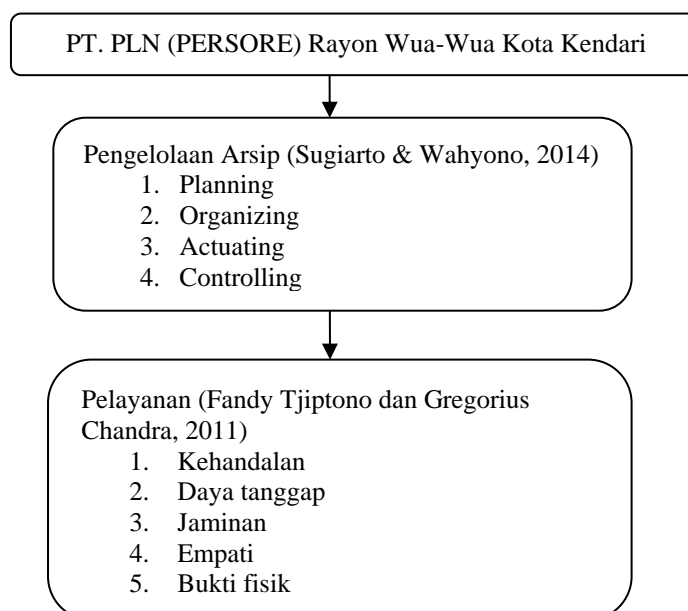 PT. PLN (PERSORE) Rayon Wua-Wua Kota Kendari
Pengelolaan Arsip (Sugiarto & Wahyono, 2014)
1. Planning
2. Organizing
3. Actuating
4. Controlling
Pelayanan (Fandy Tjiptono dan Gregorius
Chandra, 2011)
1. Kehandalan
2. Daya tanggap
3. Jaminan
4. Empati
5. Bukti fisik